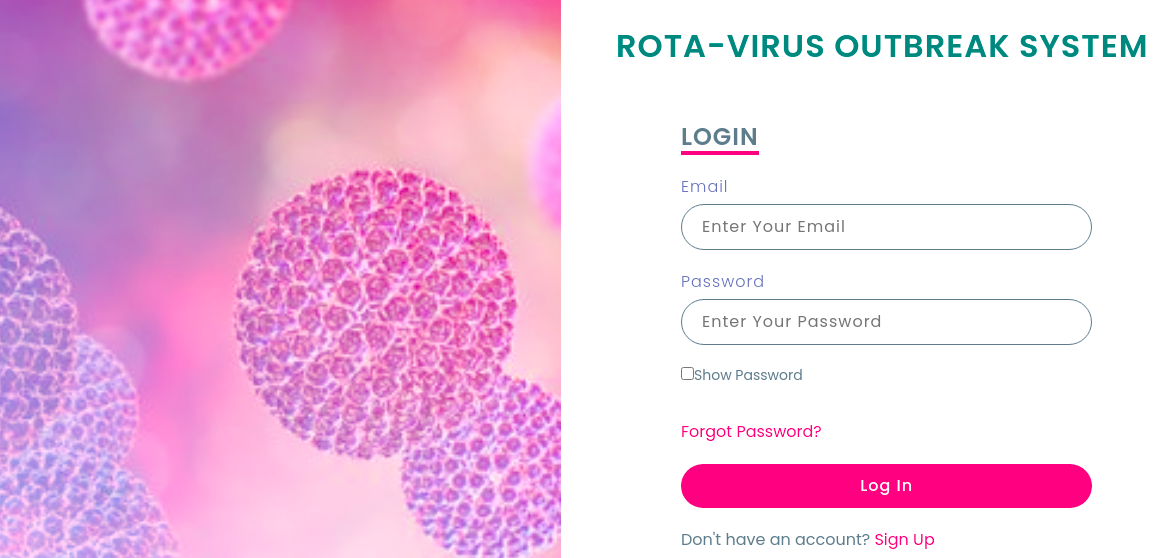 ROTA-VIRUS OUTBREAK SYSTEM
LOGIN
Email
Enter Your Email
Password
Enter Your Password
Show Password
Forgot Password?
Log In
Don't have an account? Sign Up